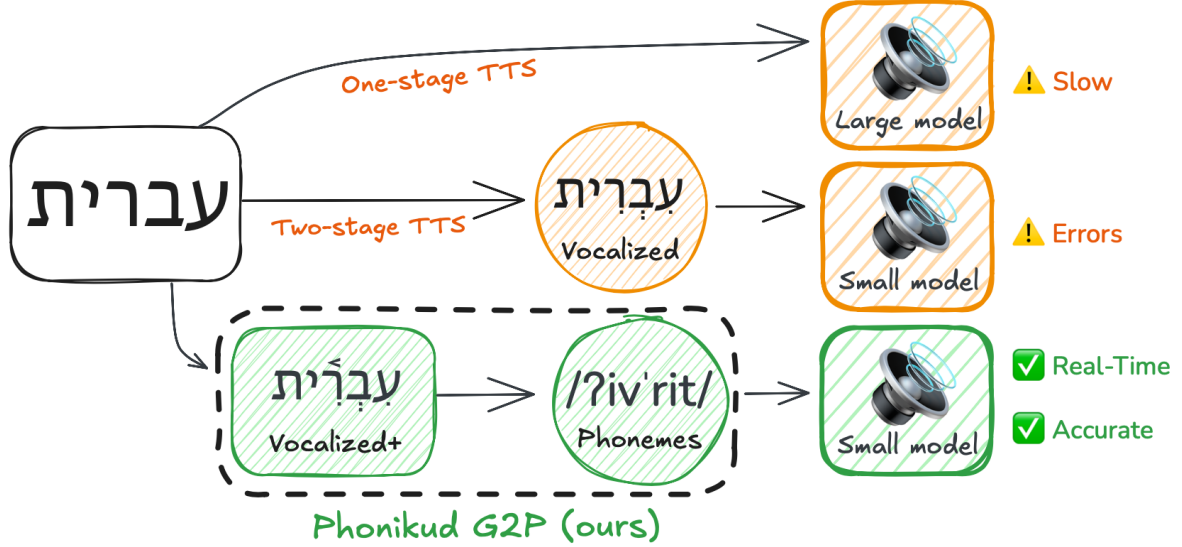 One-stage TTS
Large model
Slow
עברית
Two-stage TTS
עִבְרִית
Vocalized
Small model
Errors
עִבְרִ֫ית
Vocalized+
/ʔivˈrit/
Phonemes
Small model
Real-Time
Accurate
Phonikud G2P (ours)